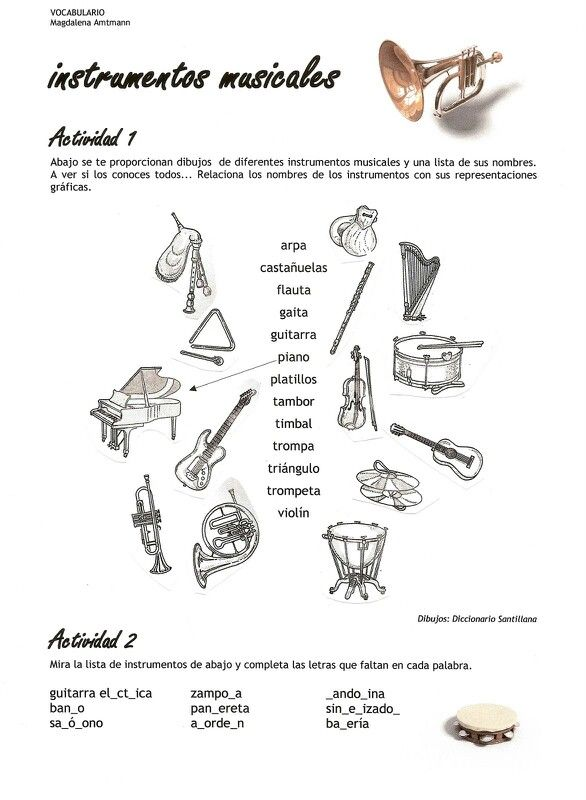 VOCABULARIO
Magdalena Amtmann
instrumentos musicales
Actividad 1
Abajo se te proporcionan dibujos de diferentes instrumentos musicales y una lista de sus nombres.
A ver si los conoces todos... Relaciona los nombres de los instrumentos con sus representaciones
gráficas.
arpa
castañuelas
flauta
gaita
guitarra
piano
platillos
tambor
timbal
trompa
triángulo
trompeta
violín
Dibujos: Diccionario Santillana
Actividad 2
Mira la lista de instrumentos de abajo y completa las letras que faltan en cada palabra.
guitarra el_ct_ica
ban_o
sa_ó_ono
zampo_a
pan_ereta
a_orde_n
_ando_ina
sin_e_izado_
ba_ería